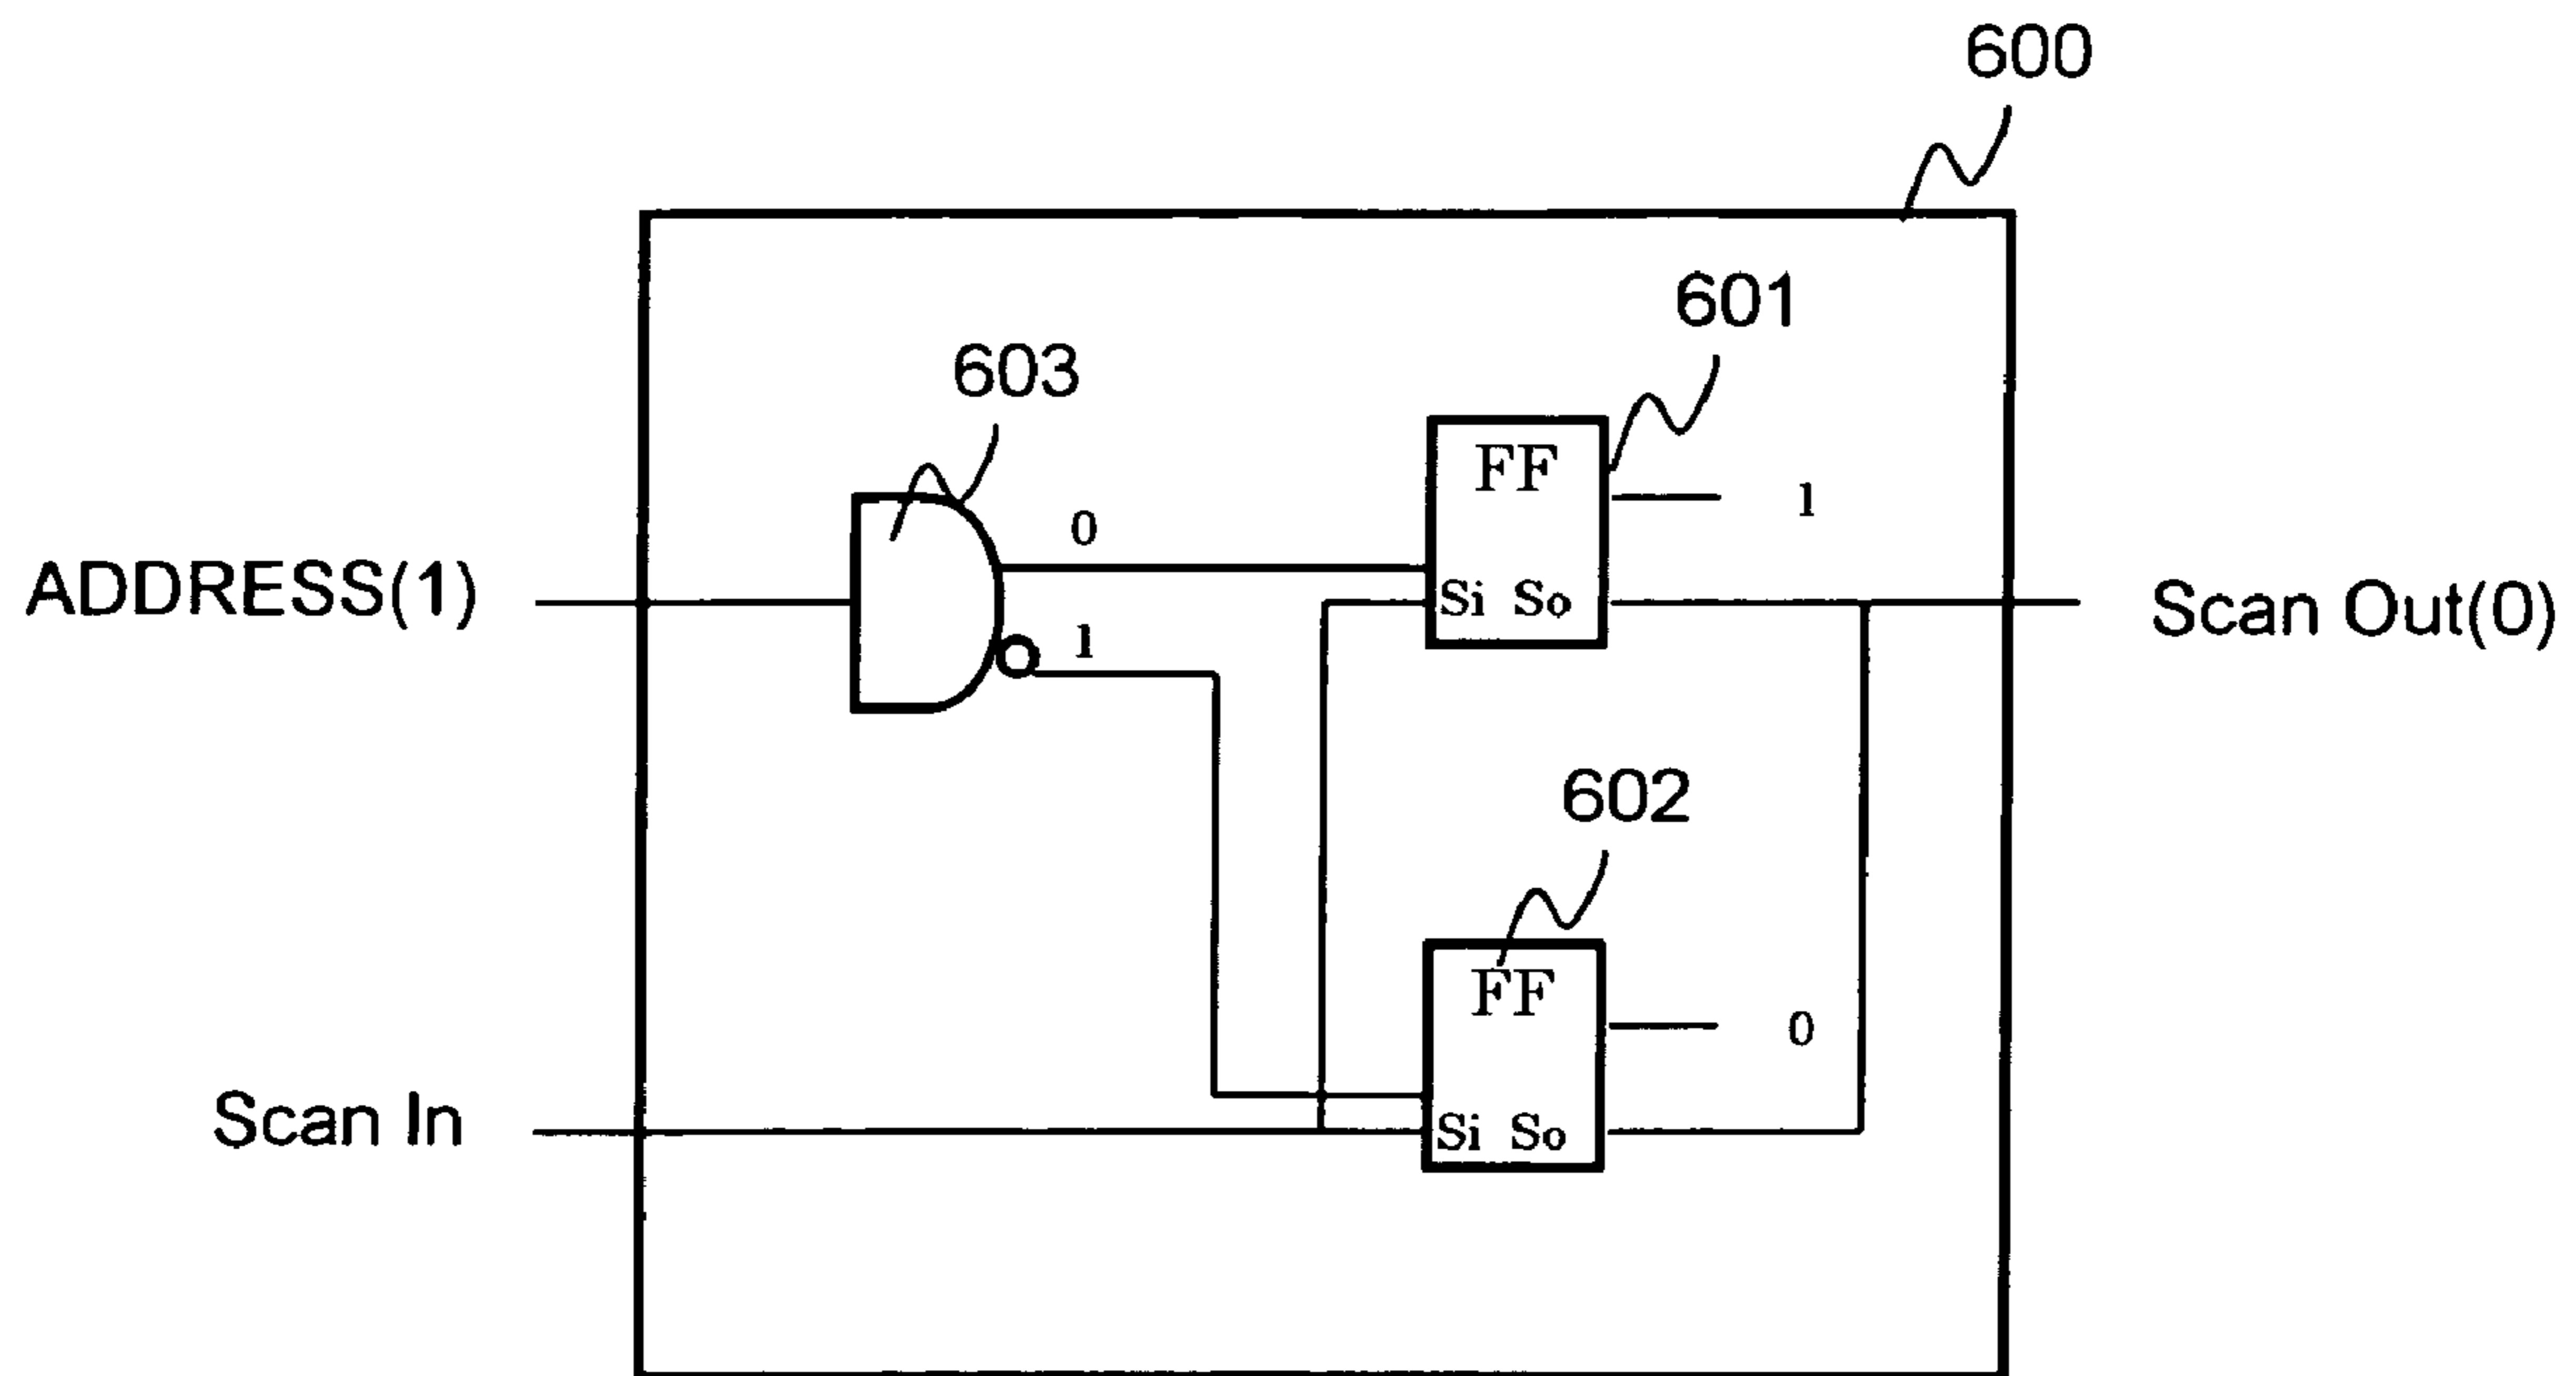 600
601
603
FF
0
1
ADDRESS(1)
Si So
Scan Out(0)
1
602
FF
0
Scan In
Si So